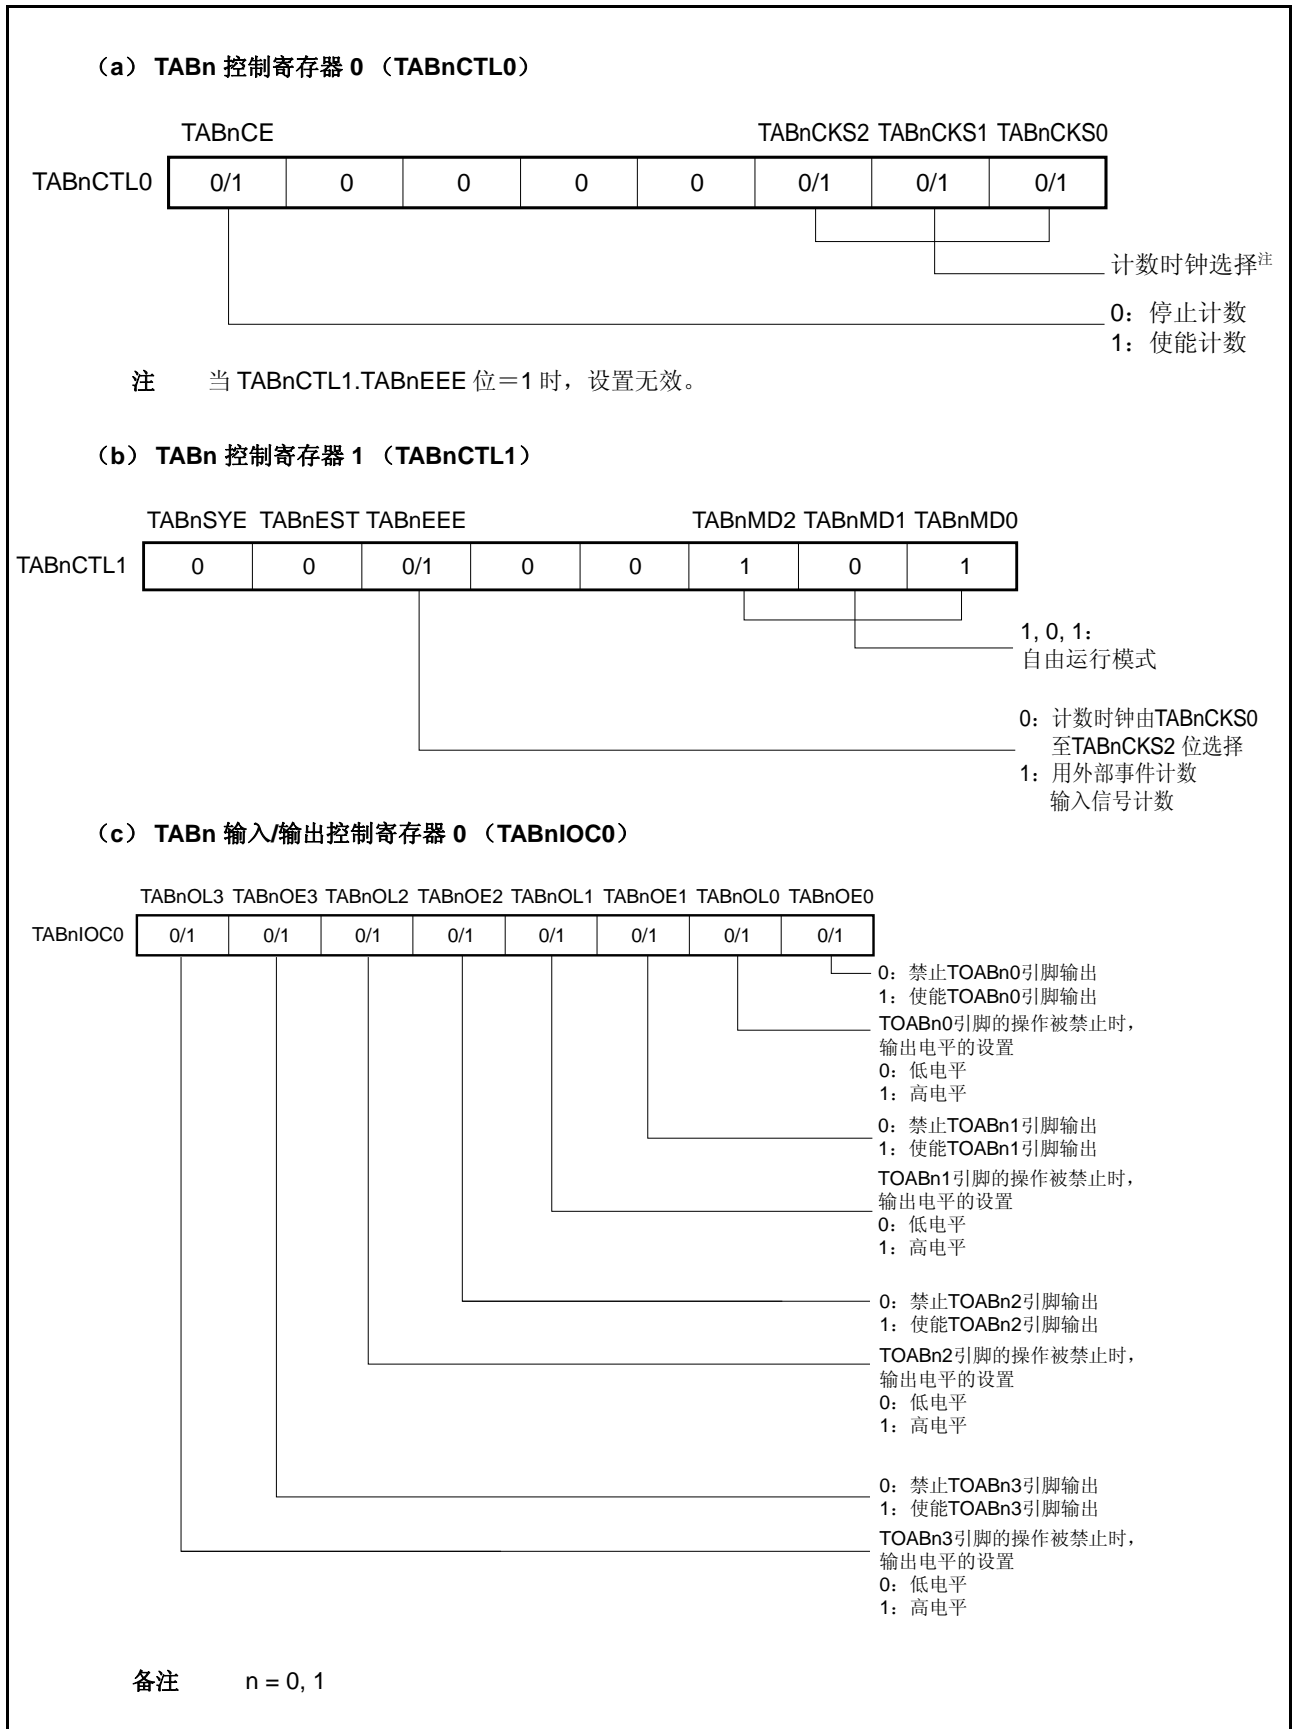 （a） TABn 控制寄存器 0 （TABnCTL0）
TABnCE TABnCKS2 TABnCKS1 TABnCKS0
TABnCTL0 0/1 0 0 0 0 0/1 0/1 0/1
计数时钟选择注
0：停止计数
1：使能计数
注 当 TABnCTL1.TABnEEE 位＝1 时，设置无效。
（b） TABn 控制寄存器 1 （TABnCTL1）
TABnSYE TABnEST TABnEEE TABnMD2 TABnMD1 TABnMD0
TABnCTL1 0 0 0/1 0 0 1 0 1
1, 0, 1：
自由运行模式
0：计数时钟由TABnCKS0
至TABnCKS2 位选择
1：用外部事件计数
输入信号计数
（c） TABn 输入/输出控制寄存器 0 （TABnIOC0）
TABnOL3 TABnOE3 TABnOL2 TABnOE2 TABnOL1 TABnOE1 TABnOL0 TABnOE0
TABnIOC0 0/1 0/1 0/1 0/1 0/1 0/1 0/1 0/1
0：禁止TOABn0引脚输出
1：使能TOABn0引脚输出
TOABn0引脚的操作被禁止时，
输出电平的设置
0：低电平
1：高电平
0：禁止TOABn1引脚输出
1：使能TOABn1引脚输出
TOABn1引脚的操作被禁止时，
输出电平的设置
0：低电平
1：高电平
0：禁止TOABn2引脚输出
1：使能TOABn2引脚输出
TOABn2引脚的操作被禁止时，
输出电平的设置
0：低电平
1：高电平
0：禁止TOABn3引脚输出
1：使能TOABn3引脚输出
TOABn3引脚的操作被禁止时，
输出电平的设置
0：低电平
1：高电平
备注 n = 0, 1